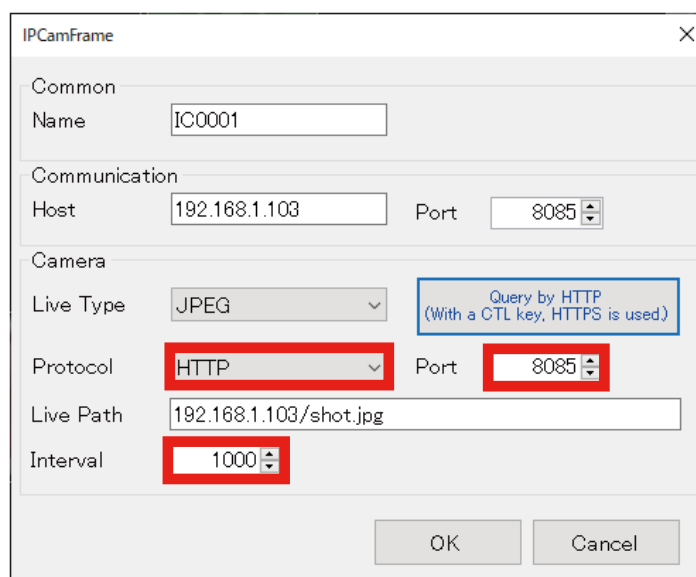 IPCamFrame
Common
Name IC0001
Communication
Host 192.168.1.103 Port 8085
Camera
Live Type JPEG
Query by HTTP
(With a CTL key, HTTPS is used.)
Protocol HTTP Port 8085
Live Path 192.168.1.103/shot.jpg
Interval 1000
OK Cancel